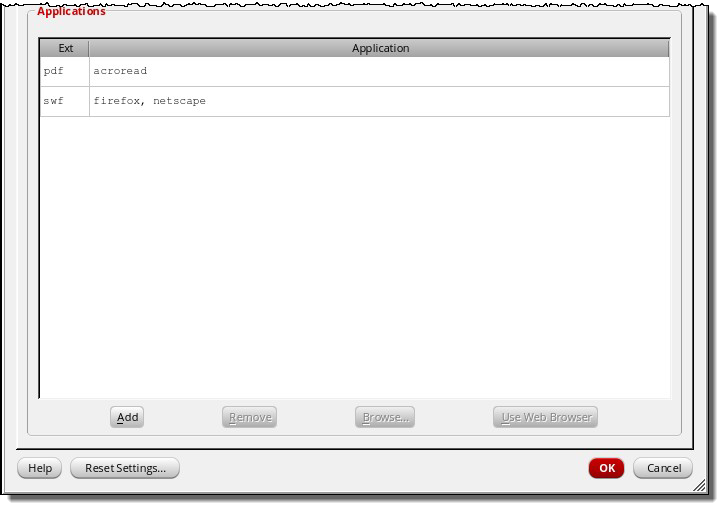 Applications
Ext Application
pdf acroread
swf firefox, netscape
Add Remove Browse... Use Web Browser
Help Reset Settings... OK Cancel